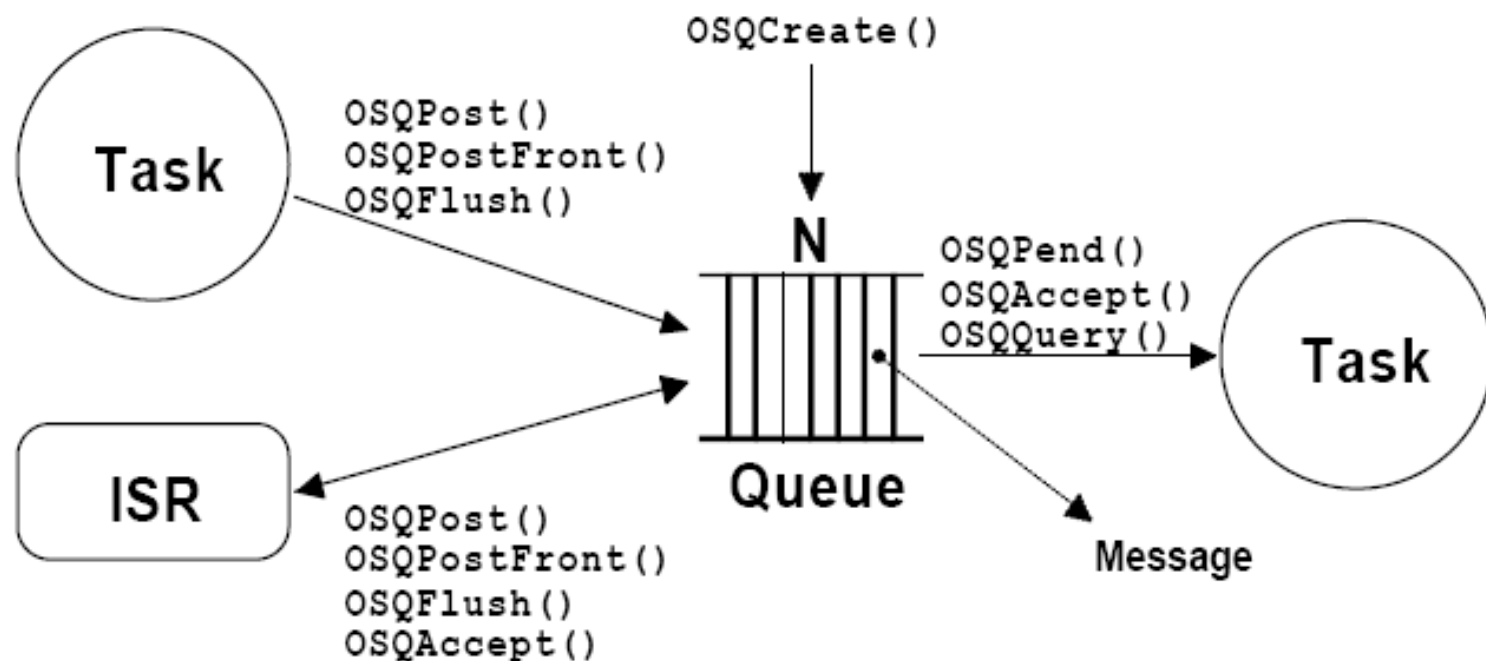 OSQCreate()
Task
OSQPost()
OSQPostFront()
OSQFlush()
N
OSQPend()
OSQAccept()
OSQQuery()
Task
Queue
ISR
OSQPost()
OSQPostFront()
OSQFlush()
OSQAccept()
Message